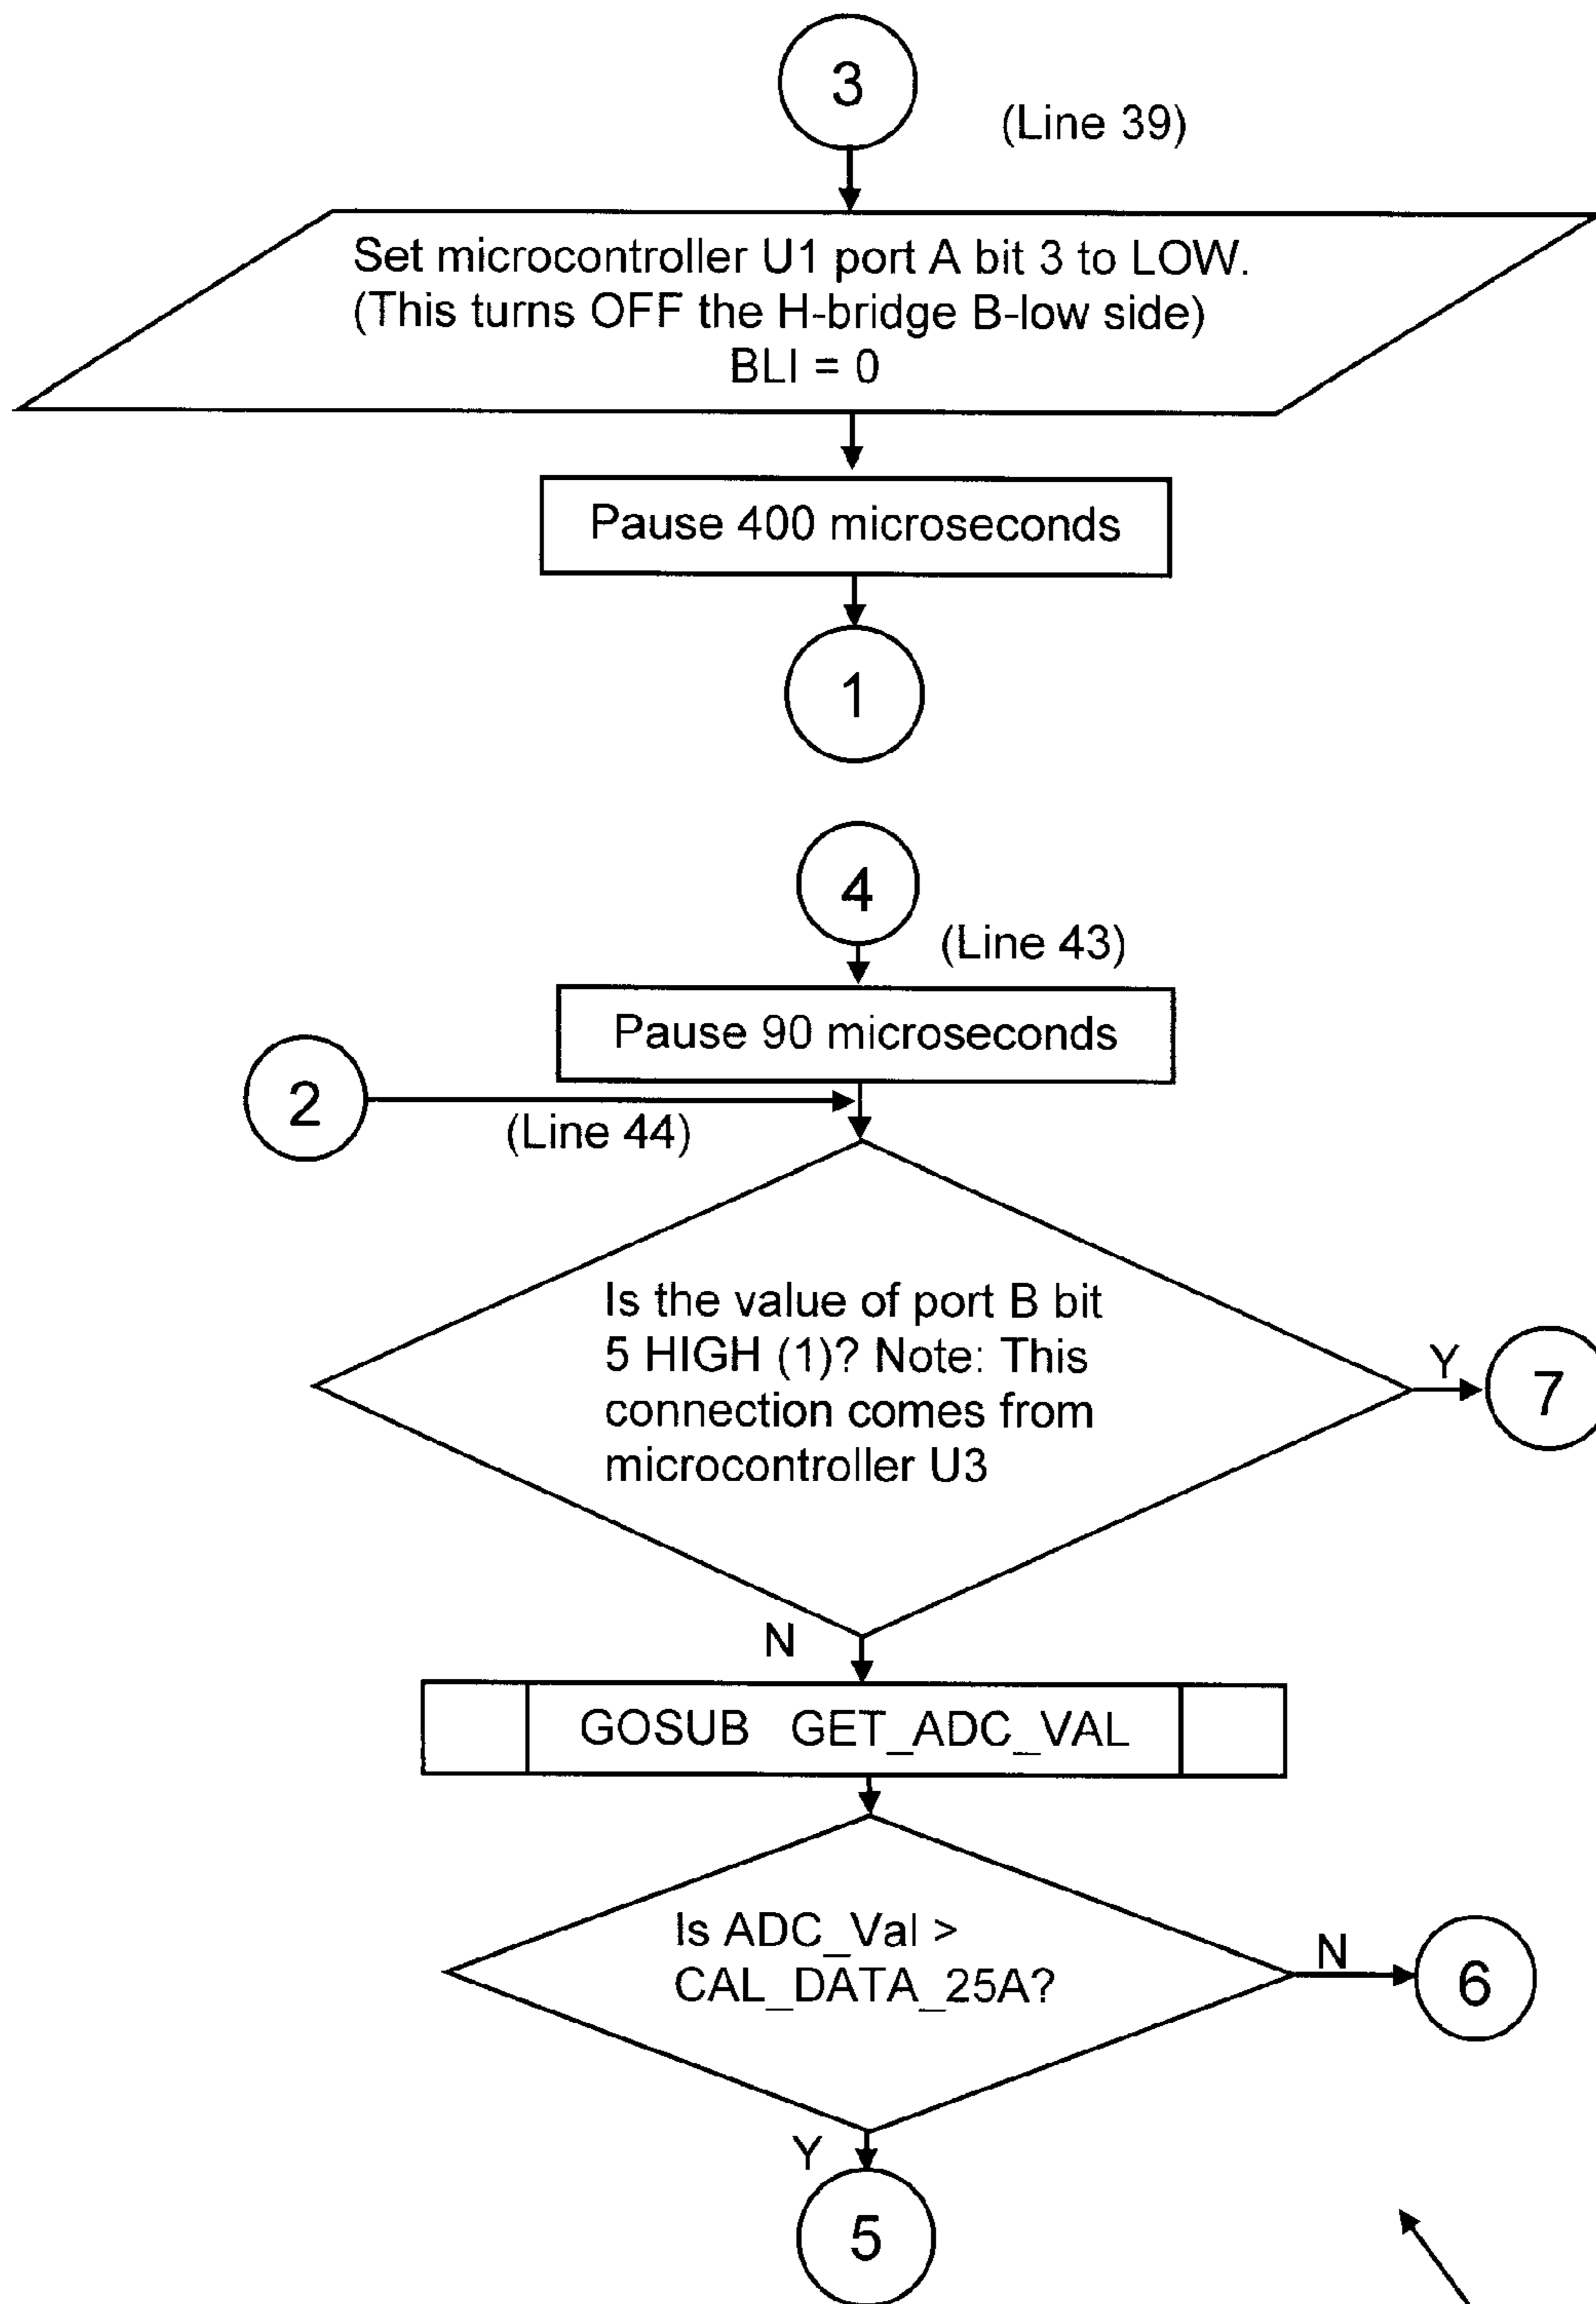 3
(Line 39)
Set microcontroller U1 port A bit 3 to LOW.
(This turns OFF the H-bridge B-low side)
BLI = 0
Pause 400 microseconds
1
4
(Line 43)
Pause 90 microseconds
2
(Line 44)
Is the value of port B bit
5 HIGH (1)? Note: This
connection comes from
microcontroller U3
Y
7
N
GOSUB GET_ADC_VAL
Is ADC_Val >
CAL_DATA_25A?
N
6
Y
5